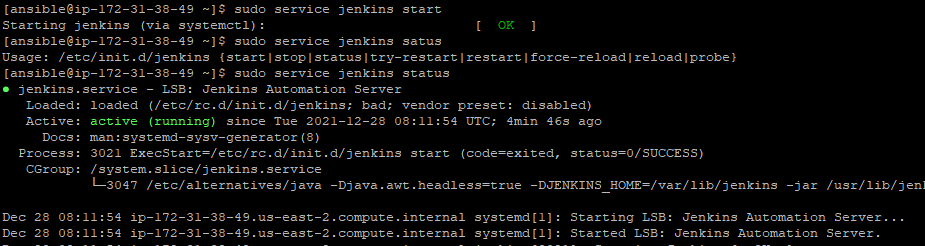 [ansible@ip-172-31-38-49 ~]$ sudo service jenkins start
Starting jenkins (via systemctl): [ OK ]
[ansible@ip-172-31-38-49 ~]$ sudo service jenkins satus
Usage: /etc/init.d/jenkins {start|stop|status|try-restart|restart|force-reload|reload|probe}
[ansible@ip-172-31-38-49 ~]$ sudo service jenkins status
● jenkins.service - LSB: Jenkins Automation Server
Loaded: loaded (/etc/rc.d/init.d/jenkins; bad; vendor preset: disabled)
Active: active (running) since Tue 2021-12-28 08:11:54 UTC; 4min 46s ago
Docs: man:systemd-sysv-generator(8)
Process: 3021 ExecStart=/etc/rc.d/init.d/jenkins start (code=exited, status=0/SUCCESS)
CGroup: /system.slice/jenkins.service
└─3047 /etc/alternatives/java -Djava.awt.headless=true -DJENKINS_HOME=/var/lib/jenkins -jar /usr/lib/jen
Dec 28 08:11:54 ip-172-31-38-49.us-east-2.compute.internal systemd[1]: Starting LSB: Jenkins Automation Server...
Dec 28 08:11:54 ip-172-31-38-49.us-east-2.compute.internal systemd[1]: Started LSB: Jenkins Automation Server.